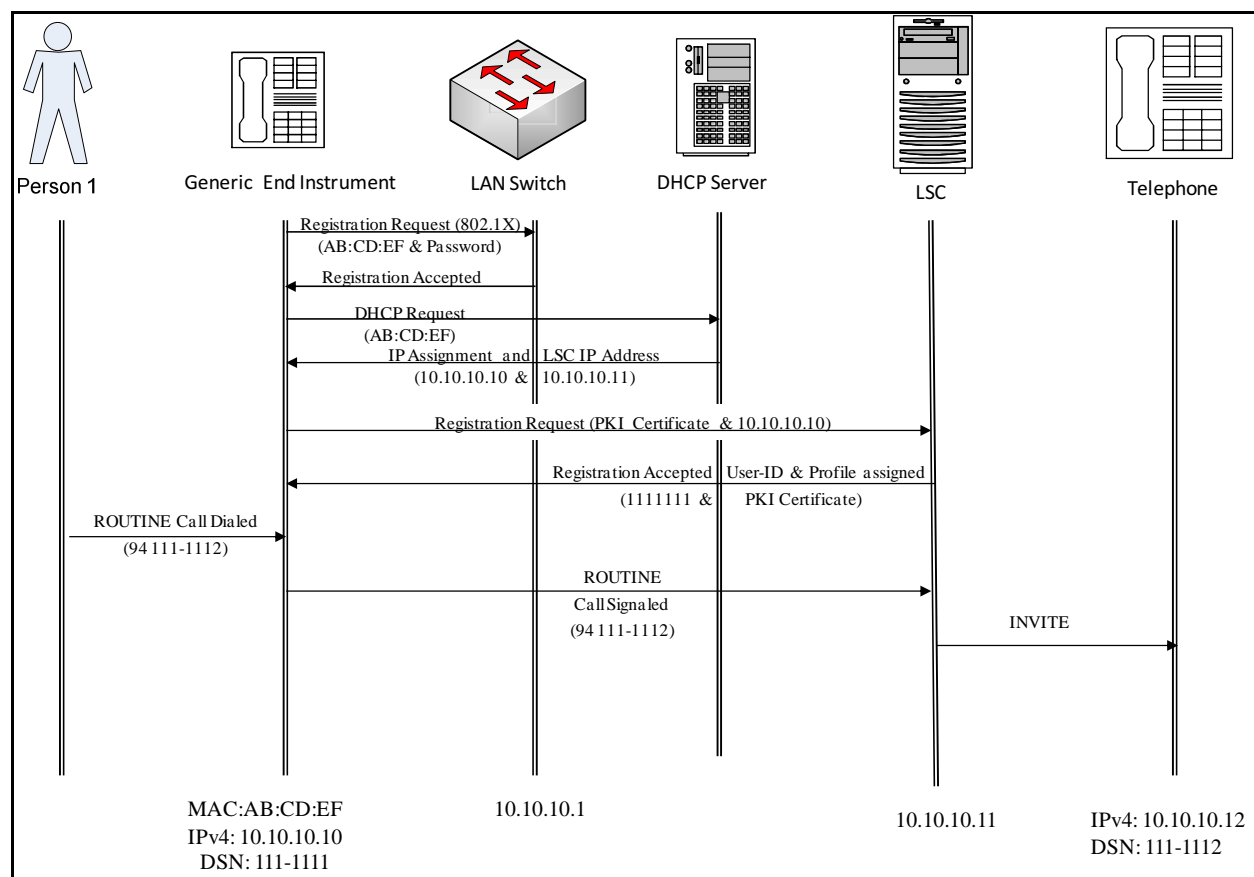 Person 1
Generic End Instrument
LAN Switch
DHCP Server
LSC
Telephone
Registration Request (802.1X)
(AB:CD:EF & Password)
Registration Accepted
DHCP Request
(AB:CD:EF)
IP Assignment and LSC IP Address
(10.10.10.10 & 10.10.10.11)
Registration Request (PKI Certificate & 10.10.10.10)
Registration Accepted User-ID & Profile assigned
(1111111 & PKI Certificate)
ROUTINE Call Dialed
(94 111-1112)
ROUTINE
Call Signaled
(94 111-1112)
INVITE
MAC:AB:CD:EF
IPv4: 10.10.10.10
DSN: 111-1111
10.10.10.1
10.10.10.11
IPv4: 10.10.10.12
DSN: 111-1112